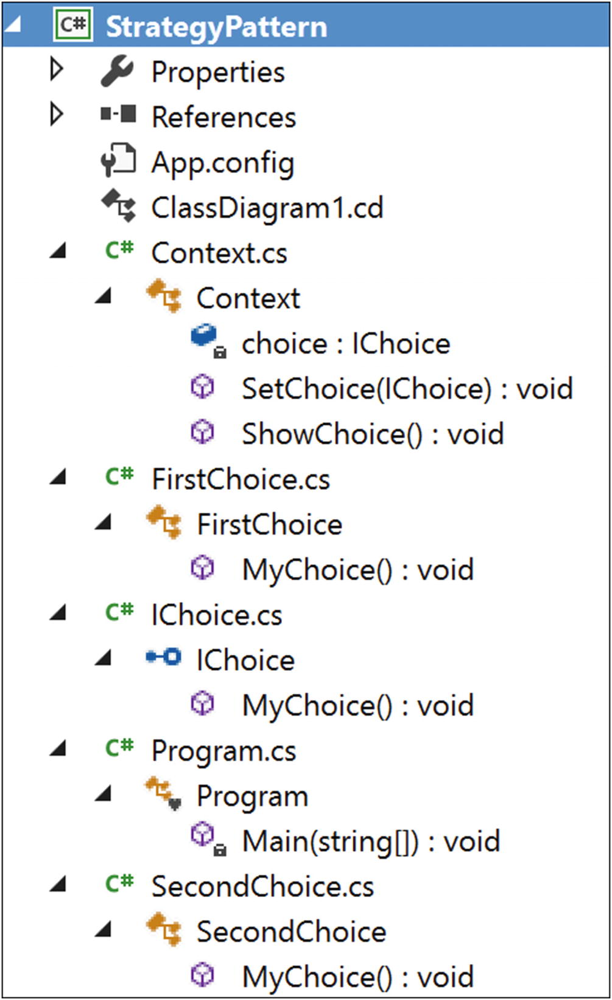 C# StrategyPattern
Properties
References
App.config
ClassDiagram1.cd
C# Context.cs
Context
choice : IChoice
SetChoice(IChoice) : void
ShowChoice() : void
C# FirstChoice.cs
FirstChoice
MyChoice() : void
C# IChoice.cs
IChoice
MyChoice() : void
C# Program.cs
Program
Main(string[]) : void
C# SecondChoice.cs
SecondChoice
MyChoice() : void